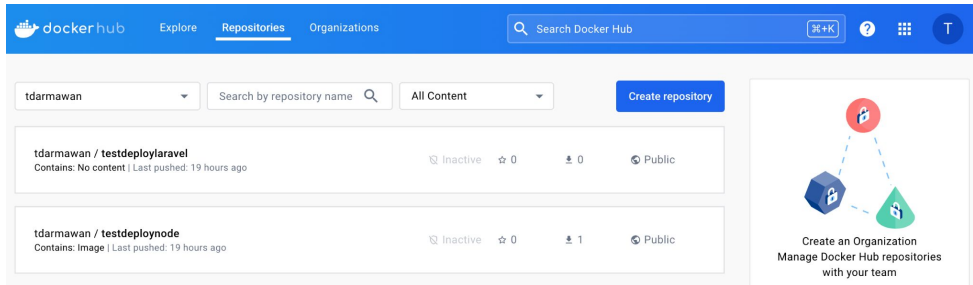 dockerhub
Explore
Repositories
Organizations
Search Docker Hub
⌘+K
?
T
tdarmawan
Search by repository name
All Content
Create repository
tdarmawan / testdeploylaravel
Contains: No content | Last pushed: 19 hours ago
Inactive
0
0
Public
tdarmawan / testdeploynode
Contains: Image | Last pushed: 19 hours ago
Inactive
0
1
Public
Create an Organization
Manage Docker Hub repositories
with your team